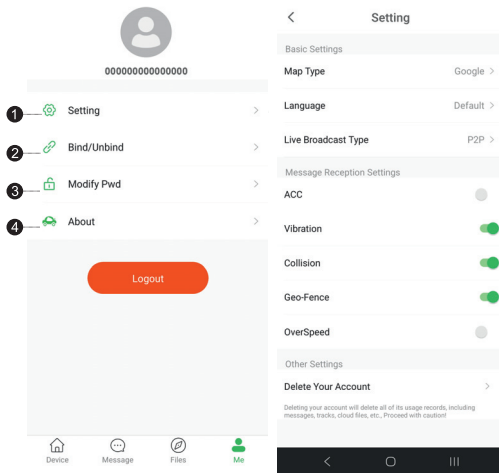 000000000000000
1 Setting
2 Bind/Unbind
3 Modify Pwd
4 About
Logout
Device Message Files Me
Setting
Basic Settings
Map Type Google
Language Default
Live Broadcast Type P2P
Message Reception Settings
ACC
Vibration
Collision
Geo-Fence
OverSpeed
Other Settings
Delete Your Account
Deleting your account will delete all of its usage records, including
messages, tracks, cloud files, etc., Proceed with caution!